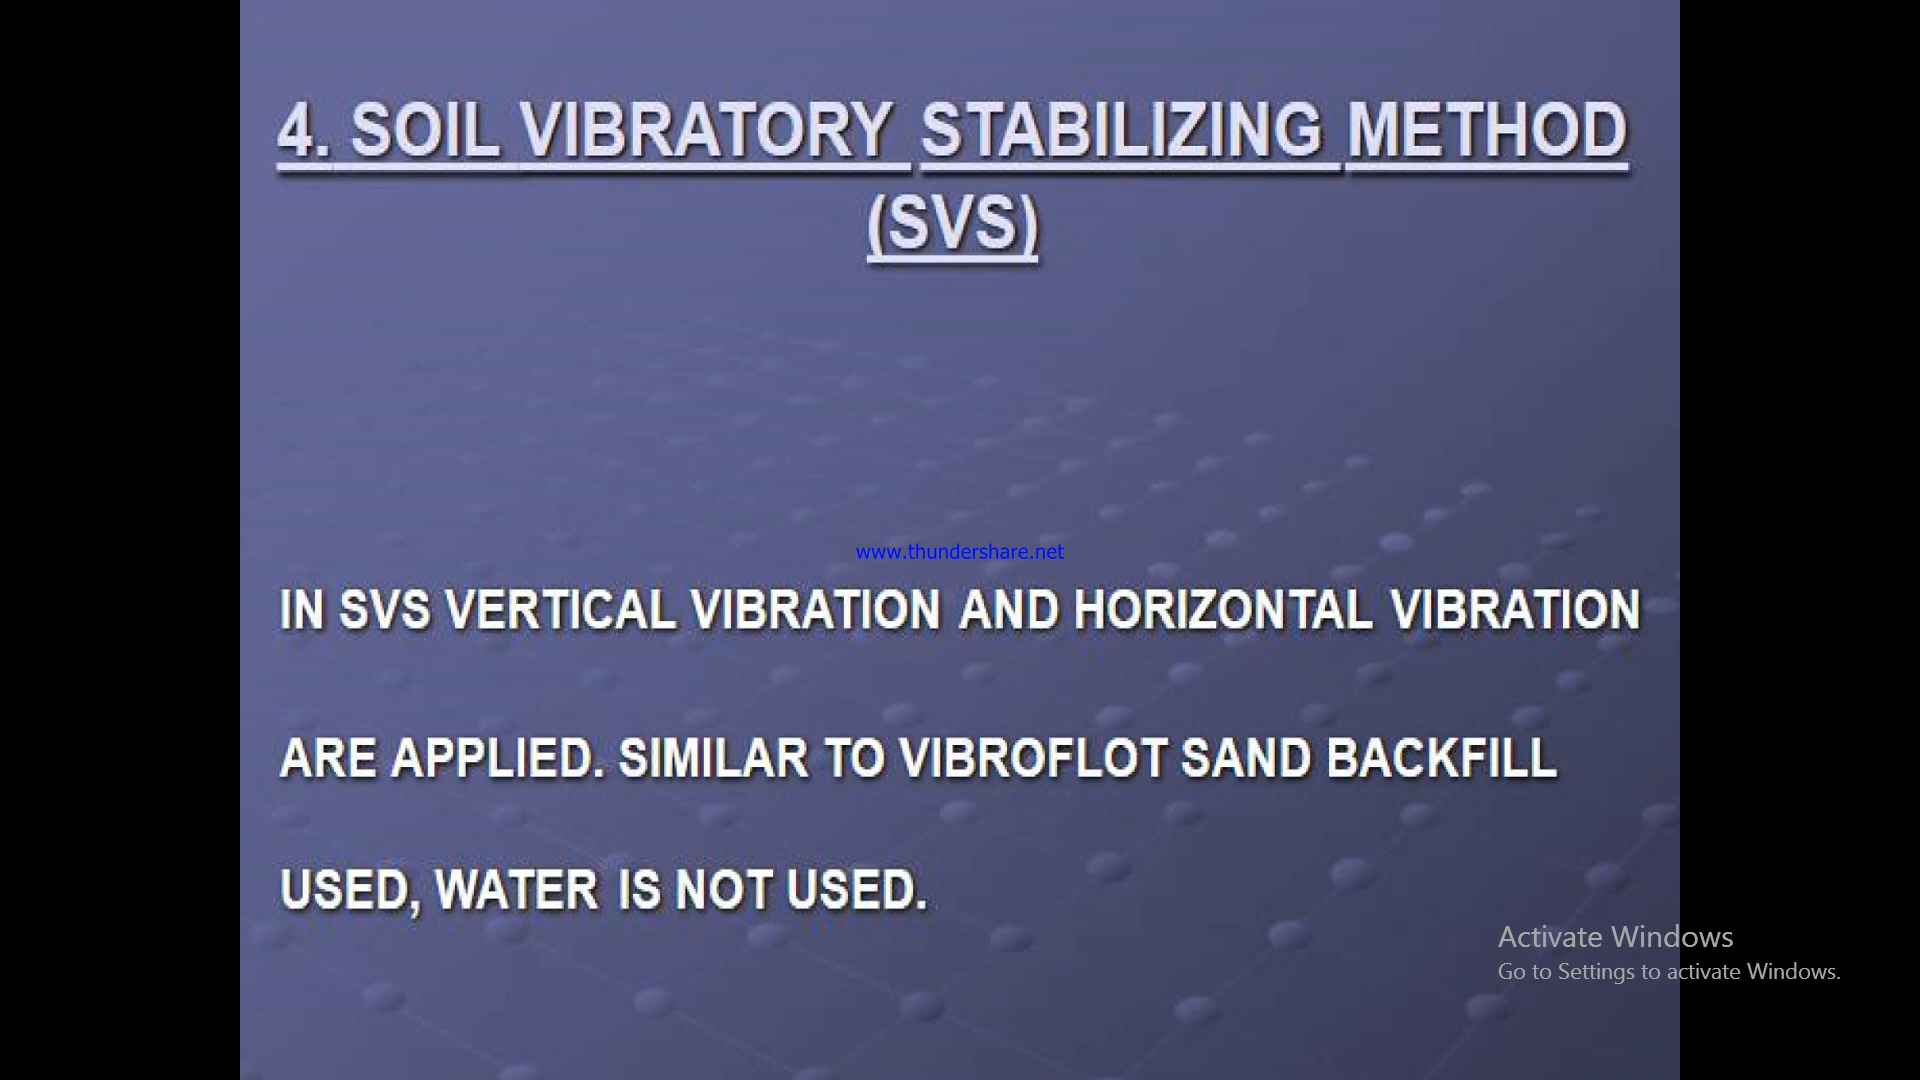 4. SOIL VIBRATORY STABILIZING METHOD
(SVS)
www.thundershare.net
IN SVS VERTICAL VIBRATION AND HORIZONTAL VIBRATION
ARE APPLIED. SIMILAR TO VIBROFLOT SAND BACKFILL
USED, WATER IS NOT USED.
Activate Windows
Go to Settings to activate Windows.